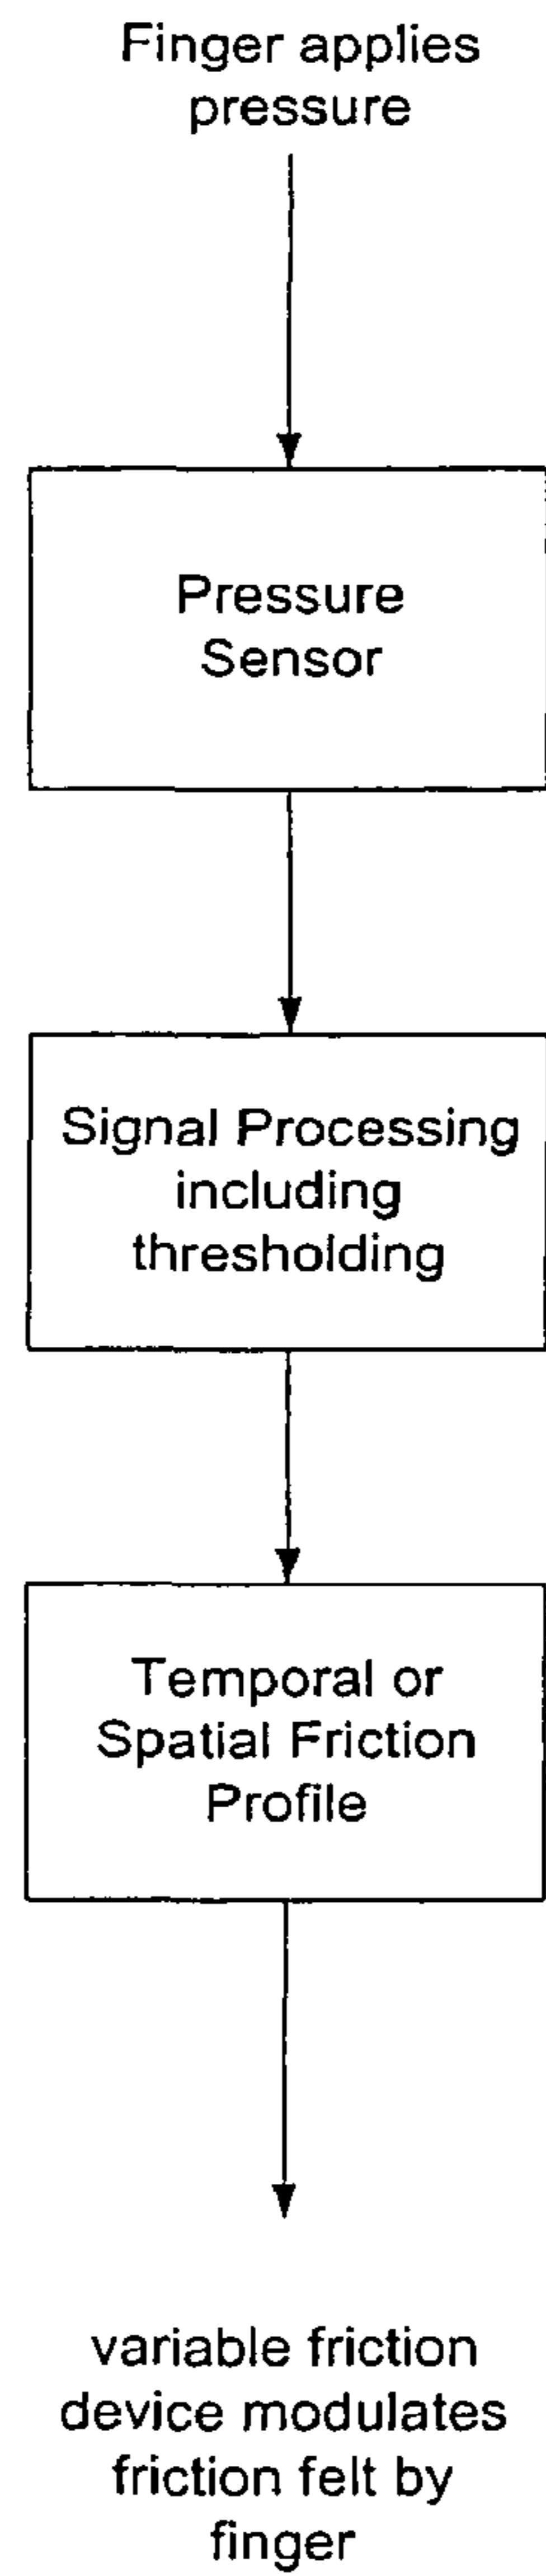 Finger applies
pressure
Pressure
Sensor
Signal Processing
including
thresholding
Temporal or
Spatial Friction
Profile
variable friction
device modulates
friction felt by
finger